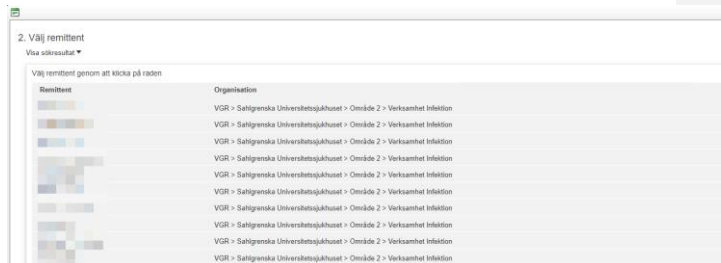 2. Välj remittent
Visa sökresultat ▼
Välj remittent genom att klicka på raden
Remittent Organisation
VGR > Sahlgrenska Universitetssjukhuset > Område 2 > Verksamhet Infektion
VGR > Sahlgrenska Universitetssjukhuset > Område 2 > Verksamhet Infektion
VGR > Sahlgrenska Universitetssjukhuset > Område 2 > Verksamhet Infektion
VGR > Sahlgrenska Universitetssjukhuset > Område 2 > Verksamhet Infektion
VGR > Sahlgrenska Universitetssjukhuset > Område 2 > Verksamhet Infektion
VGR > Sahlgrenska Universitetssjukhuset > Område 2 > Verksamhet Infektion
VGR > Sahlgrenska Universitetssjukhuset > Område 2 > Verksamhet Infektion
VGR > Sahlgrenska Universitetssjukhuset > Område 2 > Verksamhet Infektion
VGR > Sahlgrenska Universitetssjukhuset > Område 2 > Verksamhet Infektion
VGR > Sahlgrenska Universitetssjukhuset > Område 2 > Verksamhet Infektion